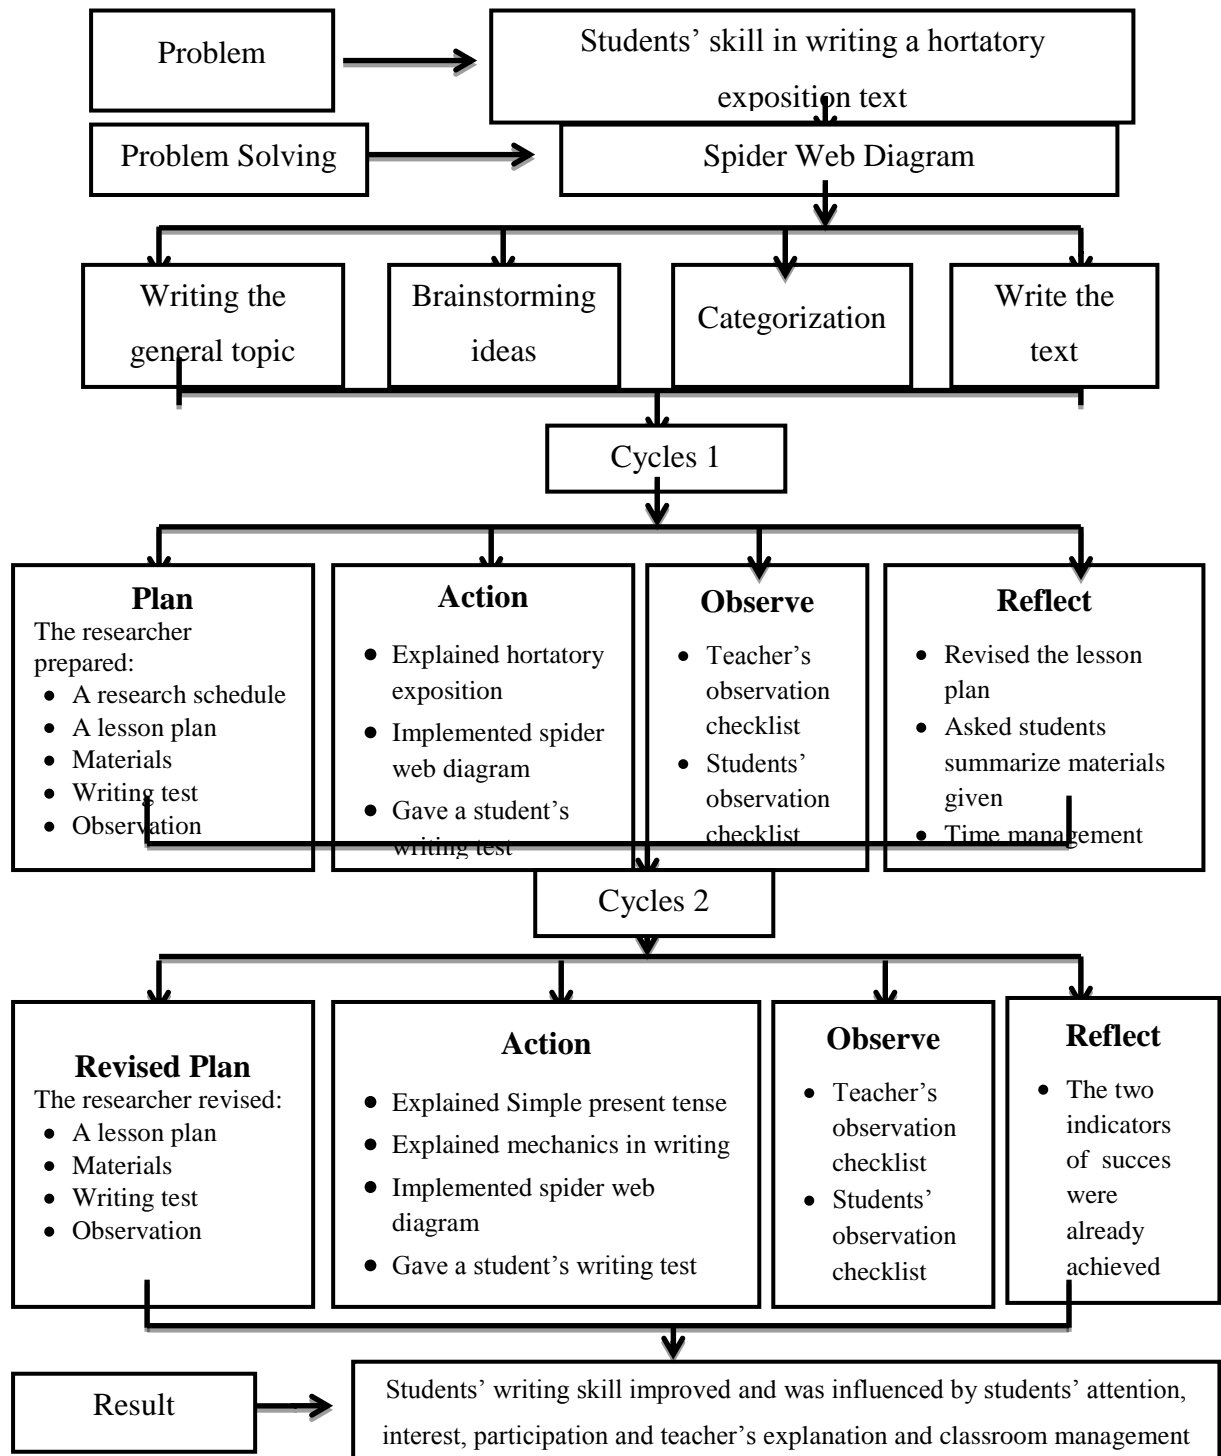 Problem
Students’ skill in writing a hortatory
exposition text
Problem Solving
Spider Web Diagram
Writing the
general topic
Brainstorming
ideas
Categorization
Write the
text
Cycles 1
Plan
The researcher
prepared:
• A research schedule
• A lesson plan
• Materials
• Writing test
• Observation
Action
• Explained hortatory
exposition
• Implemented spider
web diagram
• Gave a student’s
writing test
Observe
• Teacher’s
observation
checklist
• Students’
observation
checklist
Reflect
• Revised the lesson
plan
• Asked students
summarize materials
given
• Time management
Cycles 2
Revised Plan
The researcher revised:
• A lesson plan
• Materials
• Writing test
• Observation
Action
• Explained Simple present tense
• Explained mechanics in writing
• Implemented spider web
diagram
• Gave a student’s writing test
Observe
• Teacher’s
observation
checklist
• Students’
observation
checklist
Reflect
• The two
indicators
of succes
were
already
achieved
Result
Students’ writing skill improved and was influenced by students’ attention,
interest, participation and teacher’s explanation and classroom management